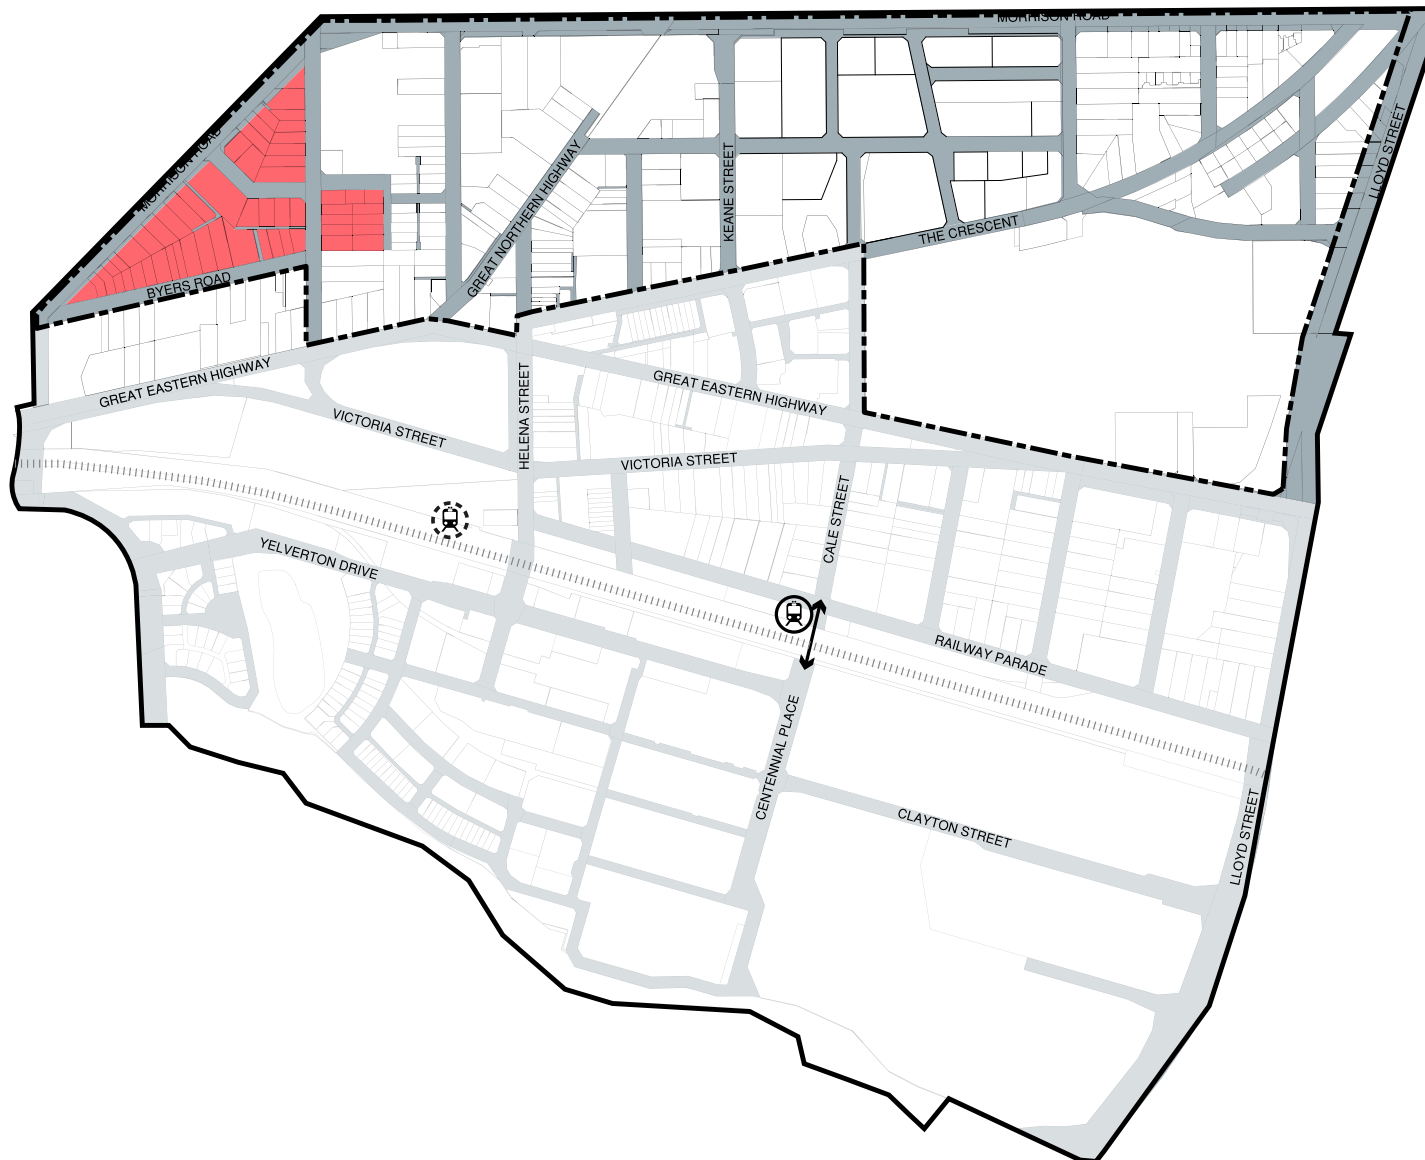 MORRISON ROAD
MORRISON ROAD
LLOYD STREET
KEANE STREET
GREAT NORTHERN HIGHWAY
THE CRESCENT
BYERS ROAD
GREAT EASTERN HIGHWAY
GREAT EASTERN HIGHWAY
HELENA STREET
VICTORIA STREET
VICTORIA STREET
CALE STREET
YELVERTON DRIVE
RAILWAY PARADE
CENTENNIAL PLACE
CLAYTON STREET
LLOYD STREET